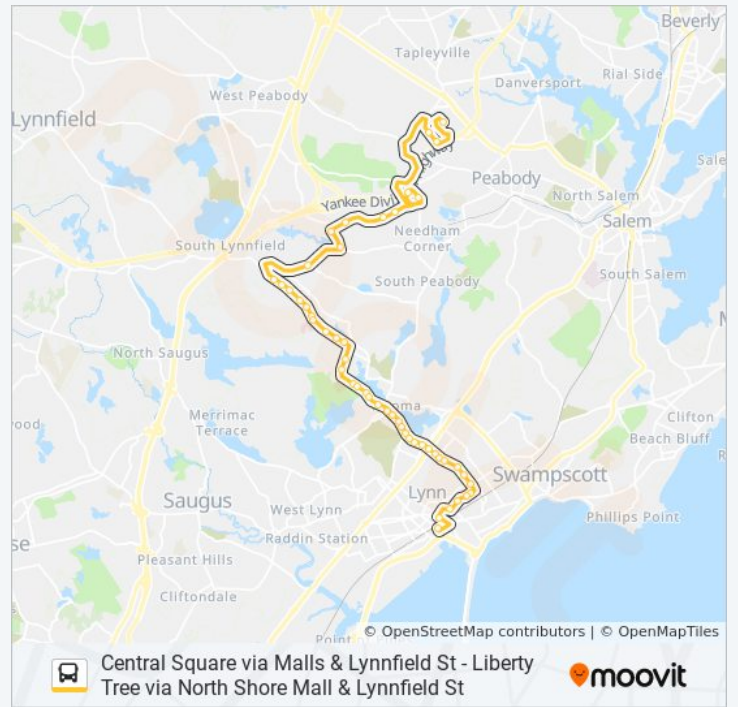 Beverly
Tapleyville
Rial Side
Danversport
West Peabody
Lynnfield
Peabody
North Salem
Yankee Divi
Salem
Needham
Corner
South Lynnfield
South Salem
South Peabody
North Saugus
Merrimac
Terrace
Clifton
Beach Bluff
Swampscott
Lynn
Saugus
West Lynn
Phillips Point
Raddin Station
Pleasant Hills
Cliftondale
© OpenStreetMap contributors | © OpenMapTiles
Central Square via Malls & Lynnfield St - Liberty
Tree via North Shore Mall & Lynnfield St
moovit